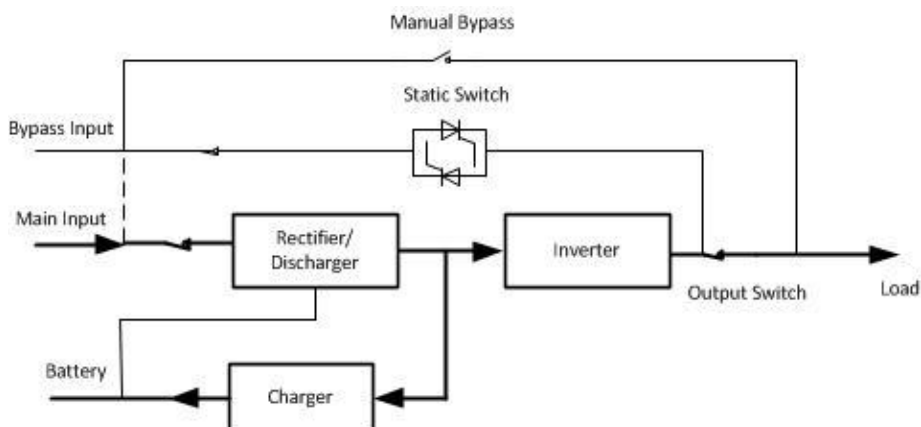 Manual Bypass
Static Switch
Bypass Input
Main Input
Rectifier/
Discharger
Inverter
Output Switch
Load
Battery
Charger